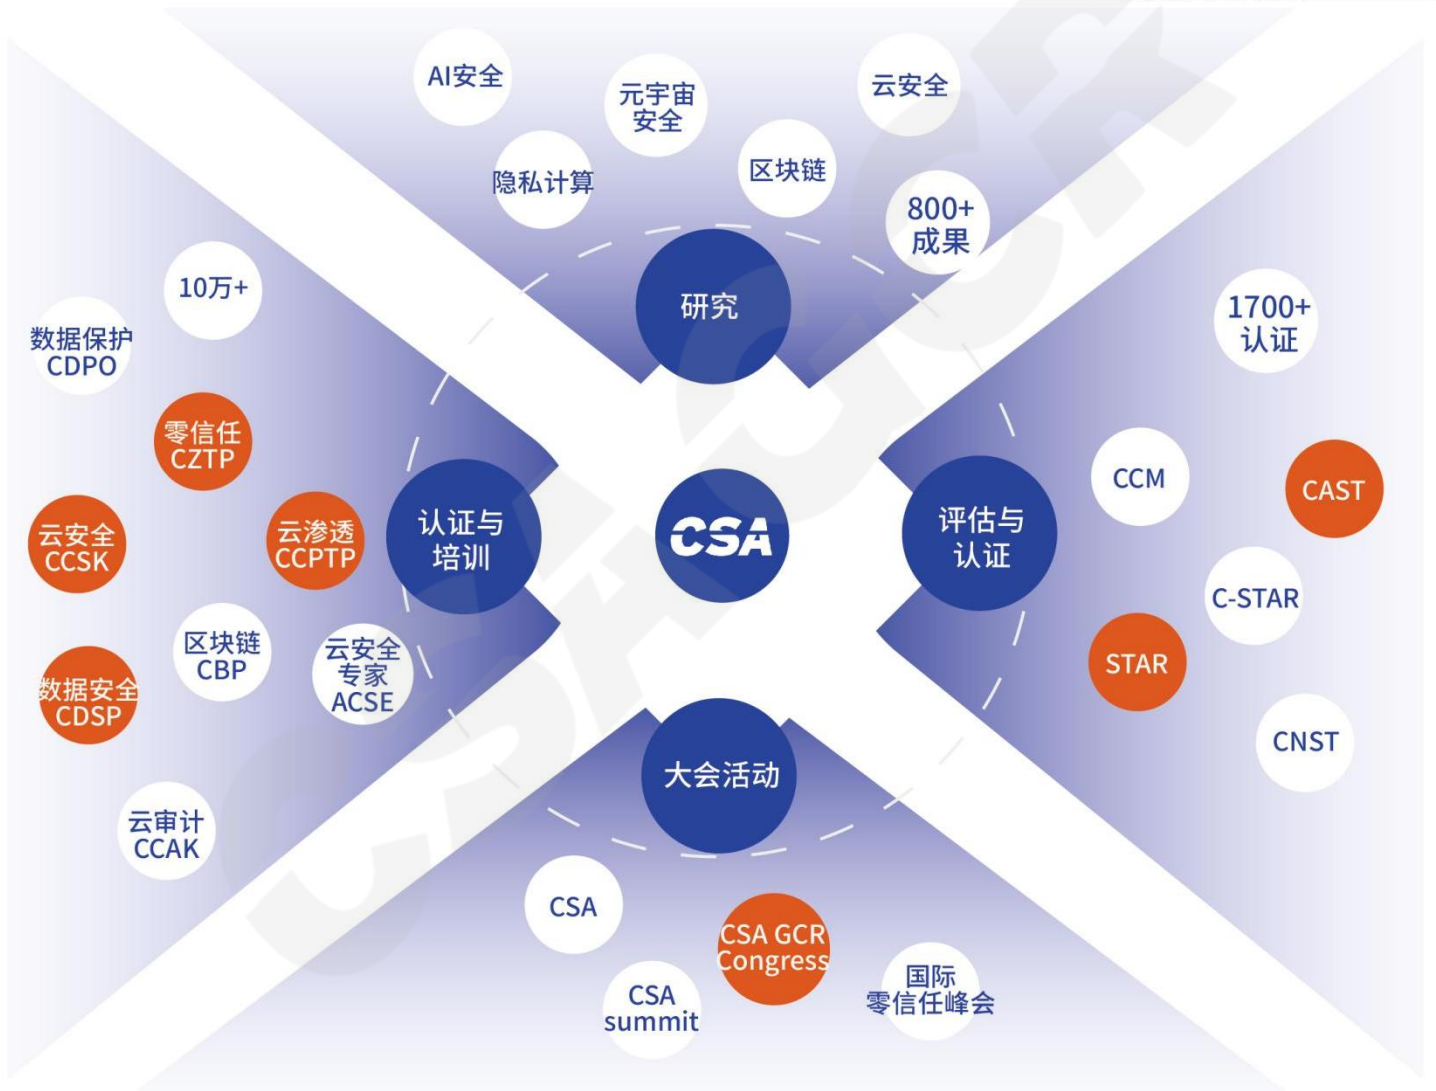 AI安全
元宇宙
安全
云安全
隐私计算
区块链
800+
成果
研究
10万+
数据保护
CDPO
零信任
CZTP
云安全
CCSK
云渗透
CCPTP
认证与
培训
区块链
CBP
云安全
专家
ACSE
数据安全
CDSP
云审计
CCAK
CSA
评估与
认证
1700+
认证
CCM
CAST
C-STAR
STAR
CNST
大会活动
CSA
CSA GCR
Congress
CSA
summit
国际
零信任峰会
CSA GCR